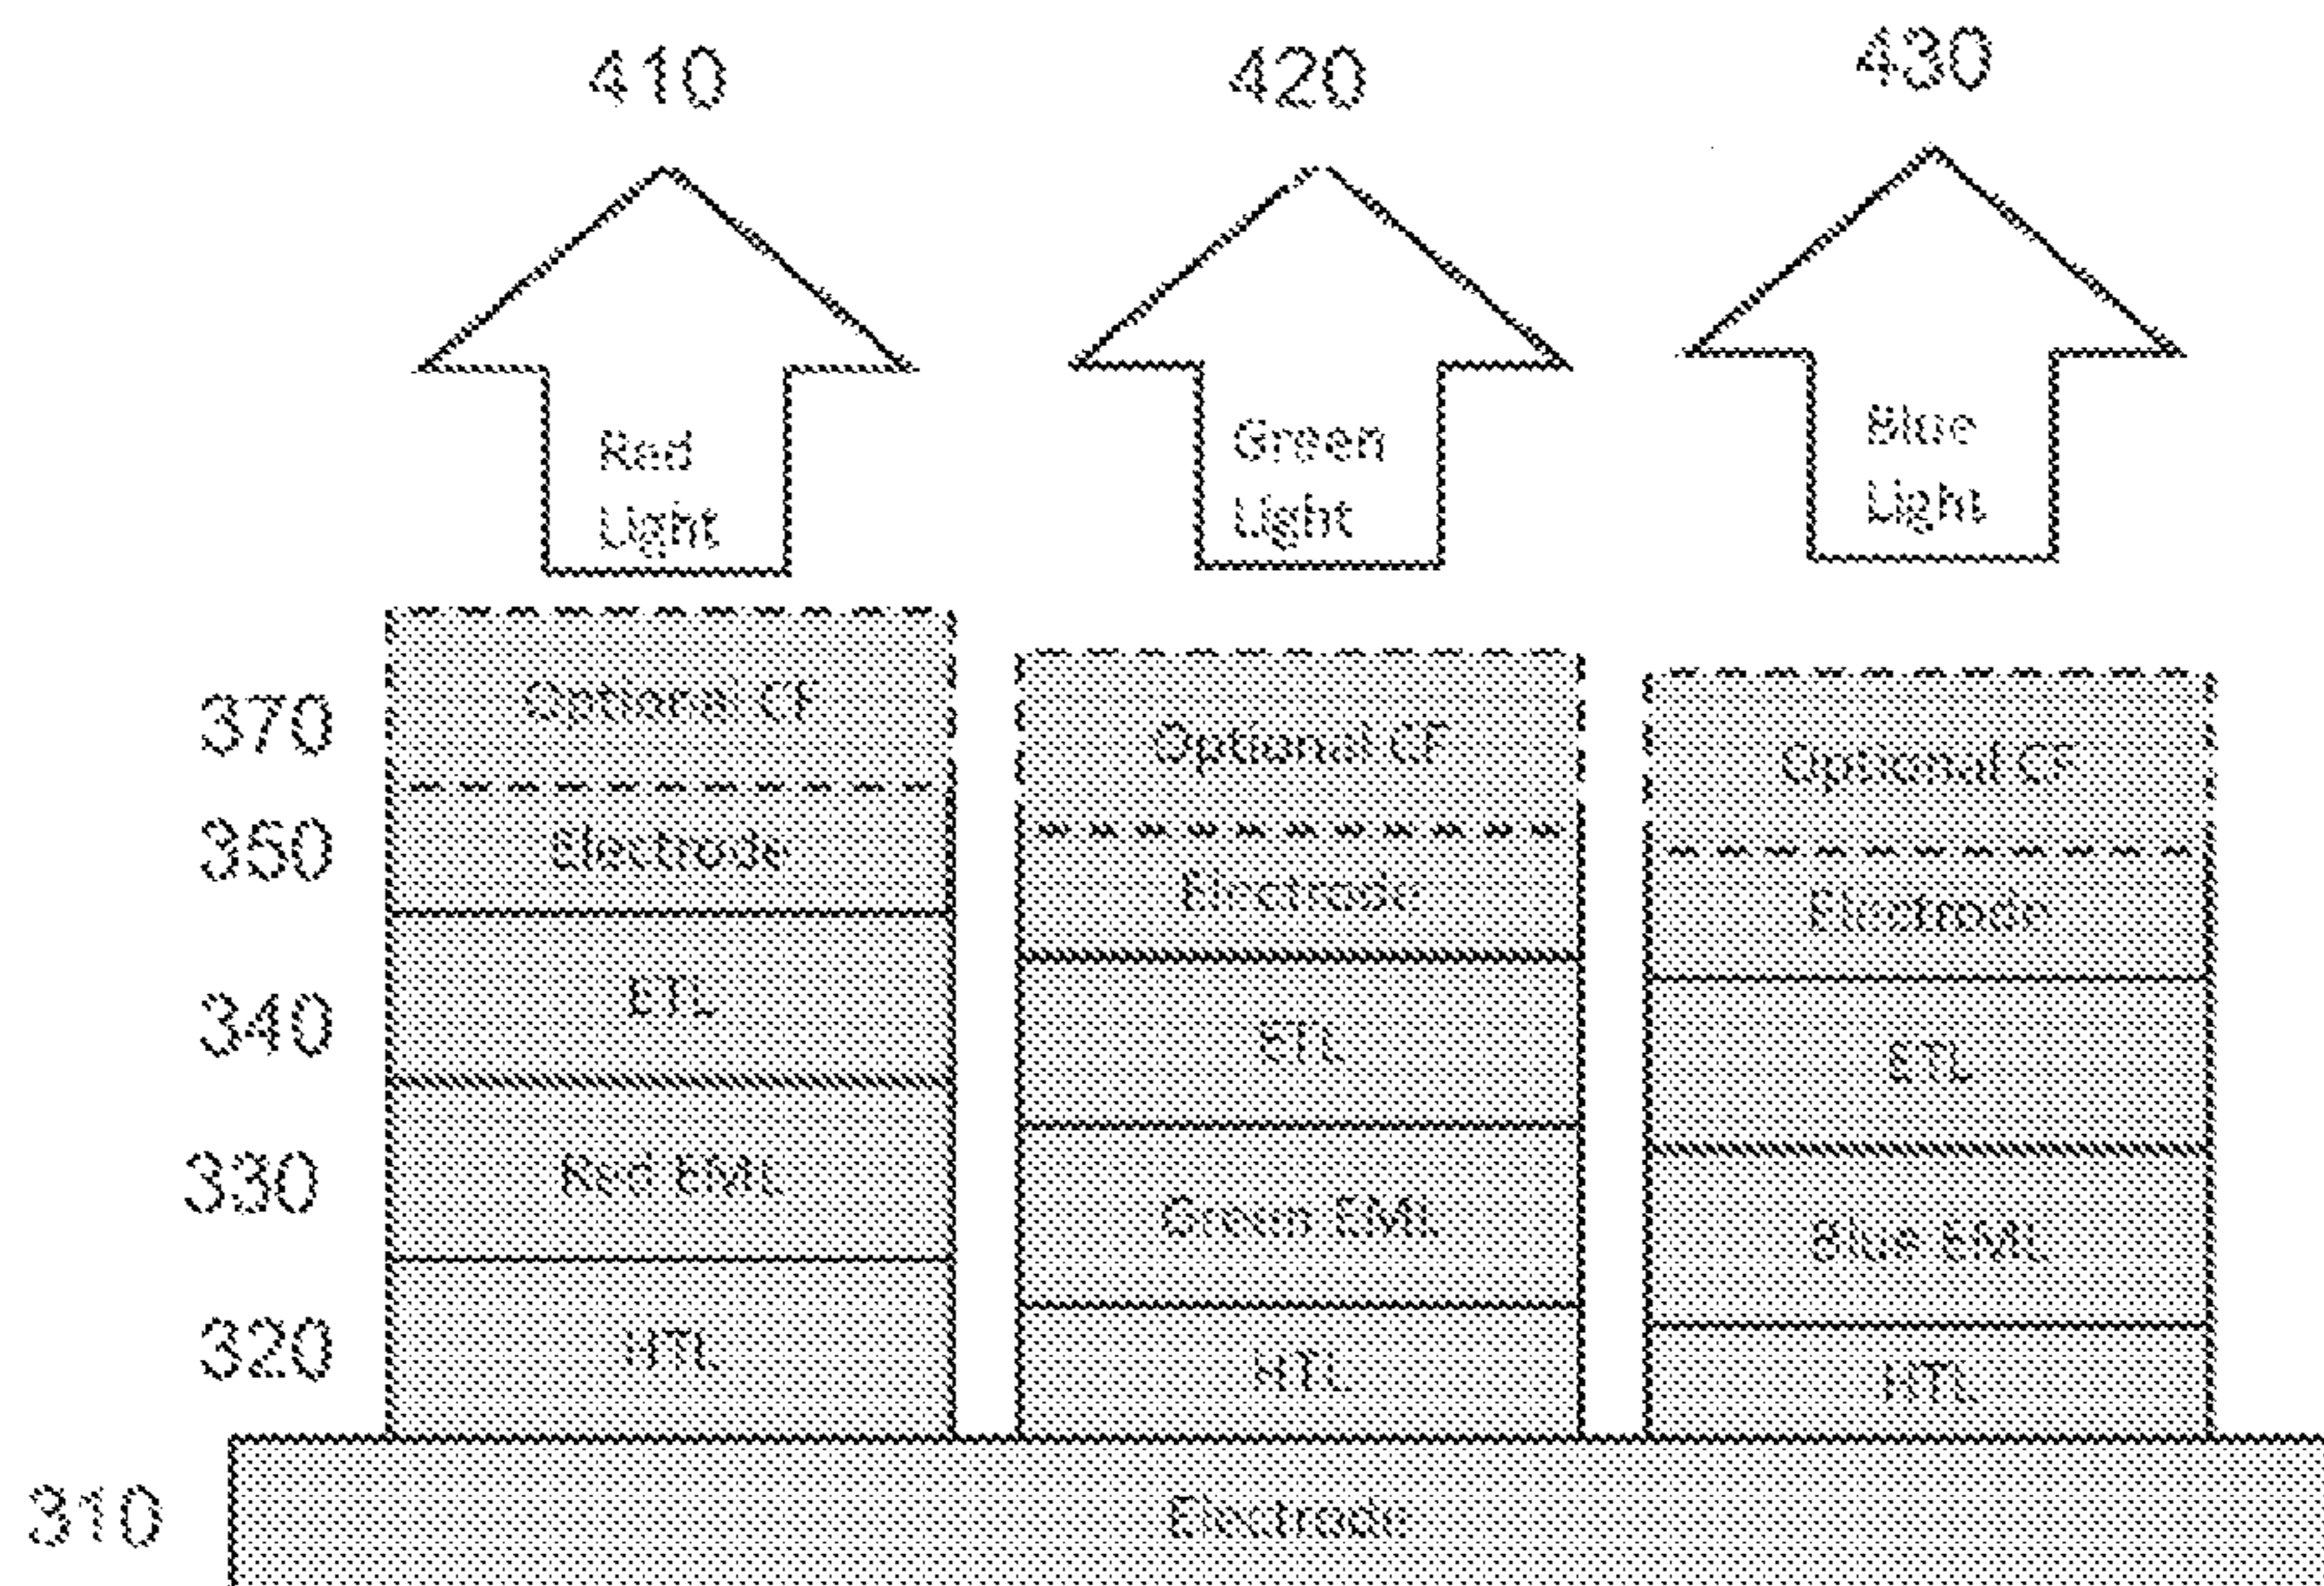 410
420
430
Red
Light
Green
Light
Blue
Light
370
Optional CF
Optional CF
Optional CF
350
Electrode
Electrode
Electrode
340
ETL
ETL
ETL
330
Red EML
Green EML
Blue EML
320
HTL
HTL
HTL
310
Electrode